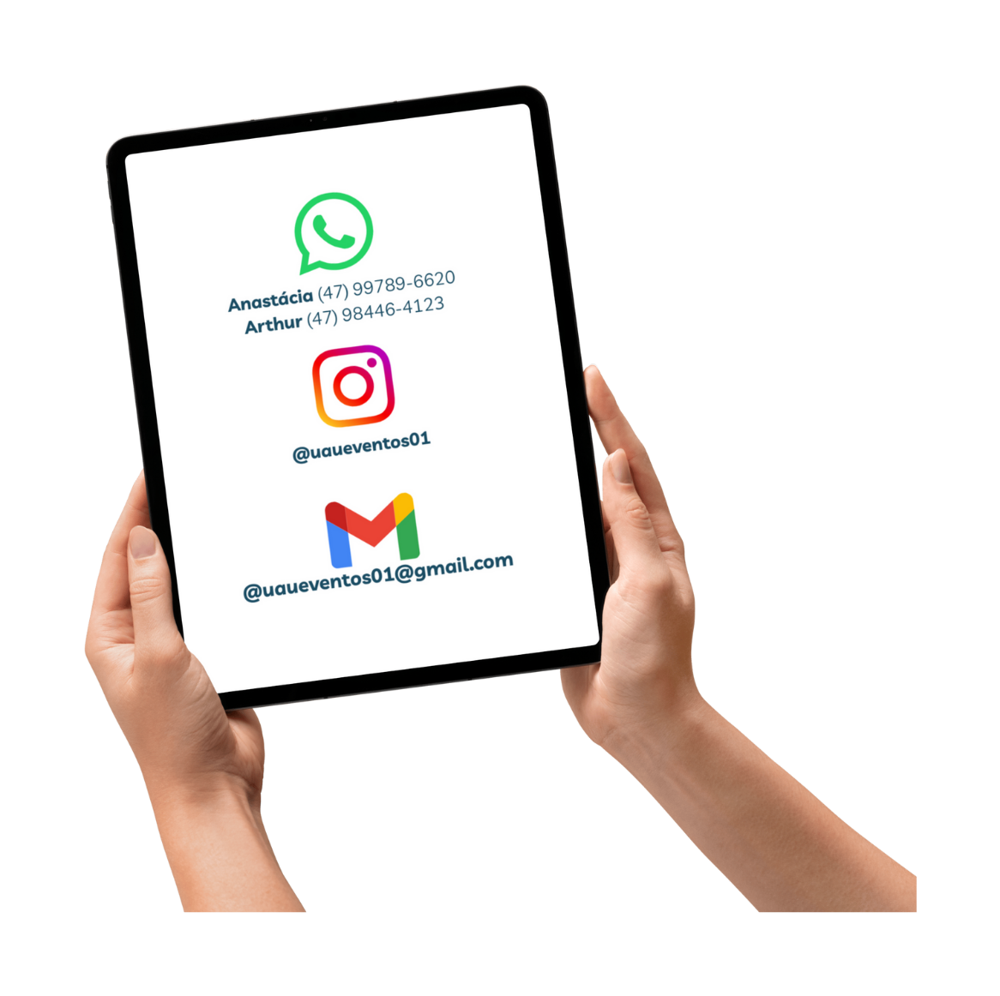 Anastácia (47) 99789-6620
Arthur (47) 98446-4123
@uaueventos01
@uaueventos01@gmail.com